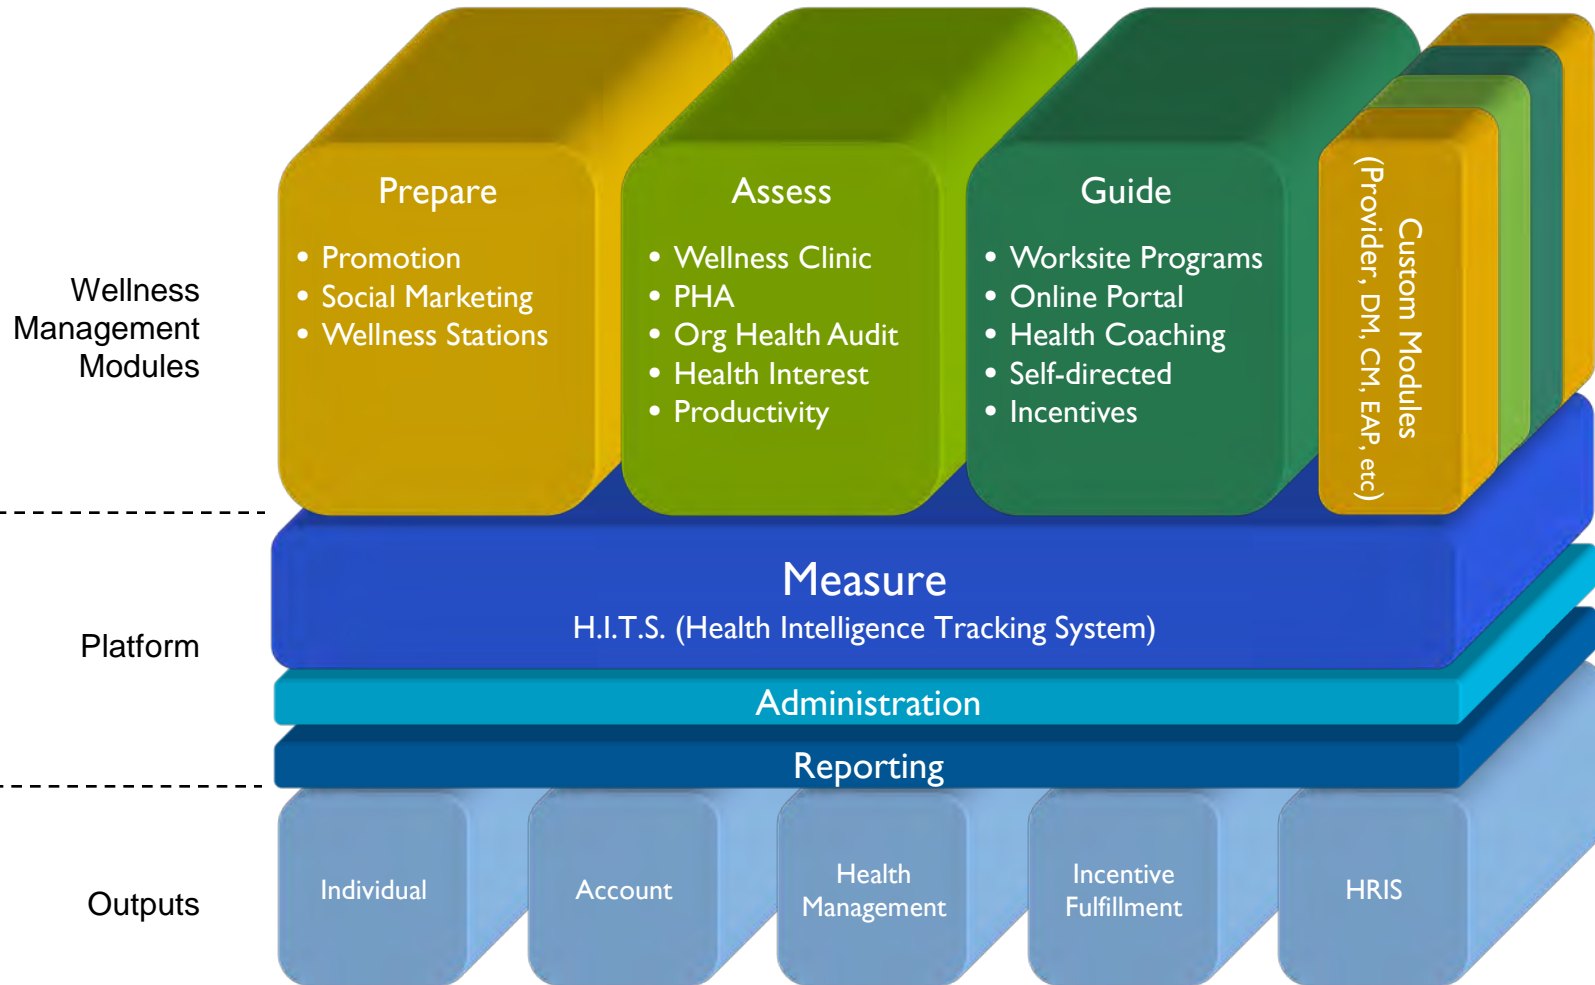 Wellness
Management
Modules
Prepare
• Promotion
• Social Marketing
• Wellness Stations
Assess
• Wellness Clinic
• PHA
• Org Health Audit
• Health Interest
• Productivity
Guide
• Worksite Programs
• Online Portal
• Health Coaching
• Self-directed
• Incentives
Custom Modules
(Provider, DM, CM, EAP, etc)
Platform
Measure
H.I.T.S. (Health Intelligence Tracking System)
Administration
Reporting
Outputs
Individual
Account
Health
Management
Incentive
Fulfillment
HRIS